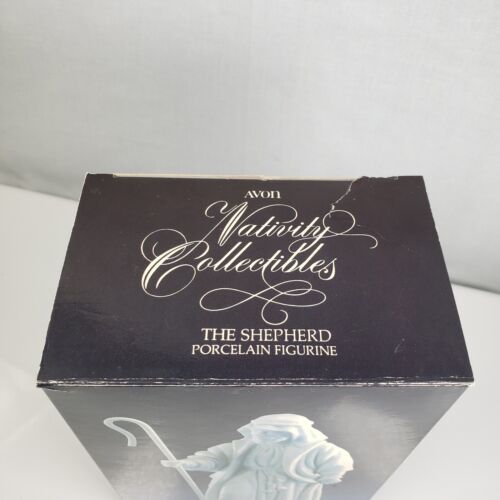 AVON
Nativity
Collectibles
THE SHEPHERD
PORCELAIN FIGURINE